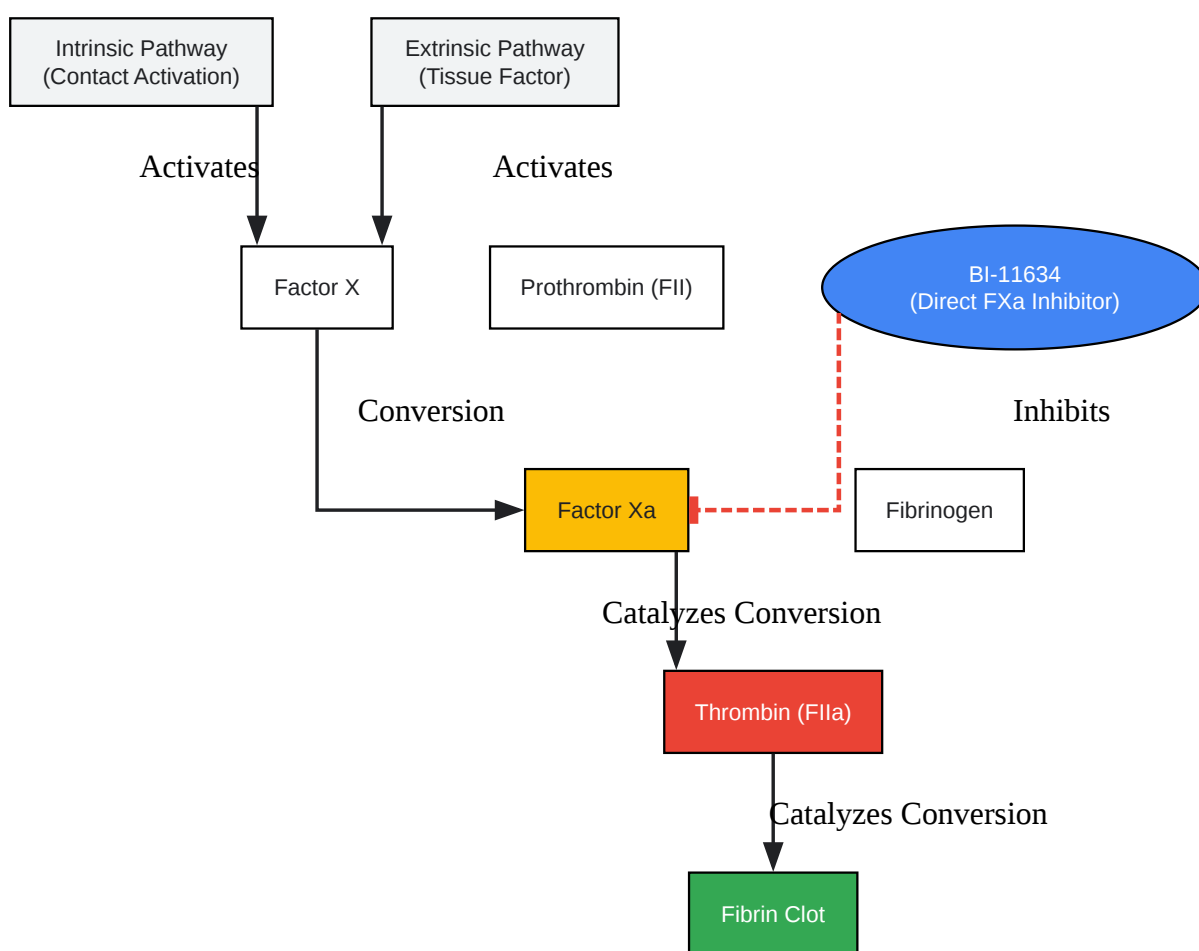 Intrinsic Pathway
(Contact Activation)
Extrinsic Pathway
(Tissue Factor)
Activates
Activates
Factor X
Prothrombin (FII)
BI-11634
(Direct FXa Inhibitor)
Conversion
Inhibits
Factor Xa
Fibrinogen
Catalyzes Conversion
Thrombin (FIIa)
Catalyzes Conversion
Fibrin Clot